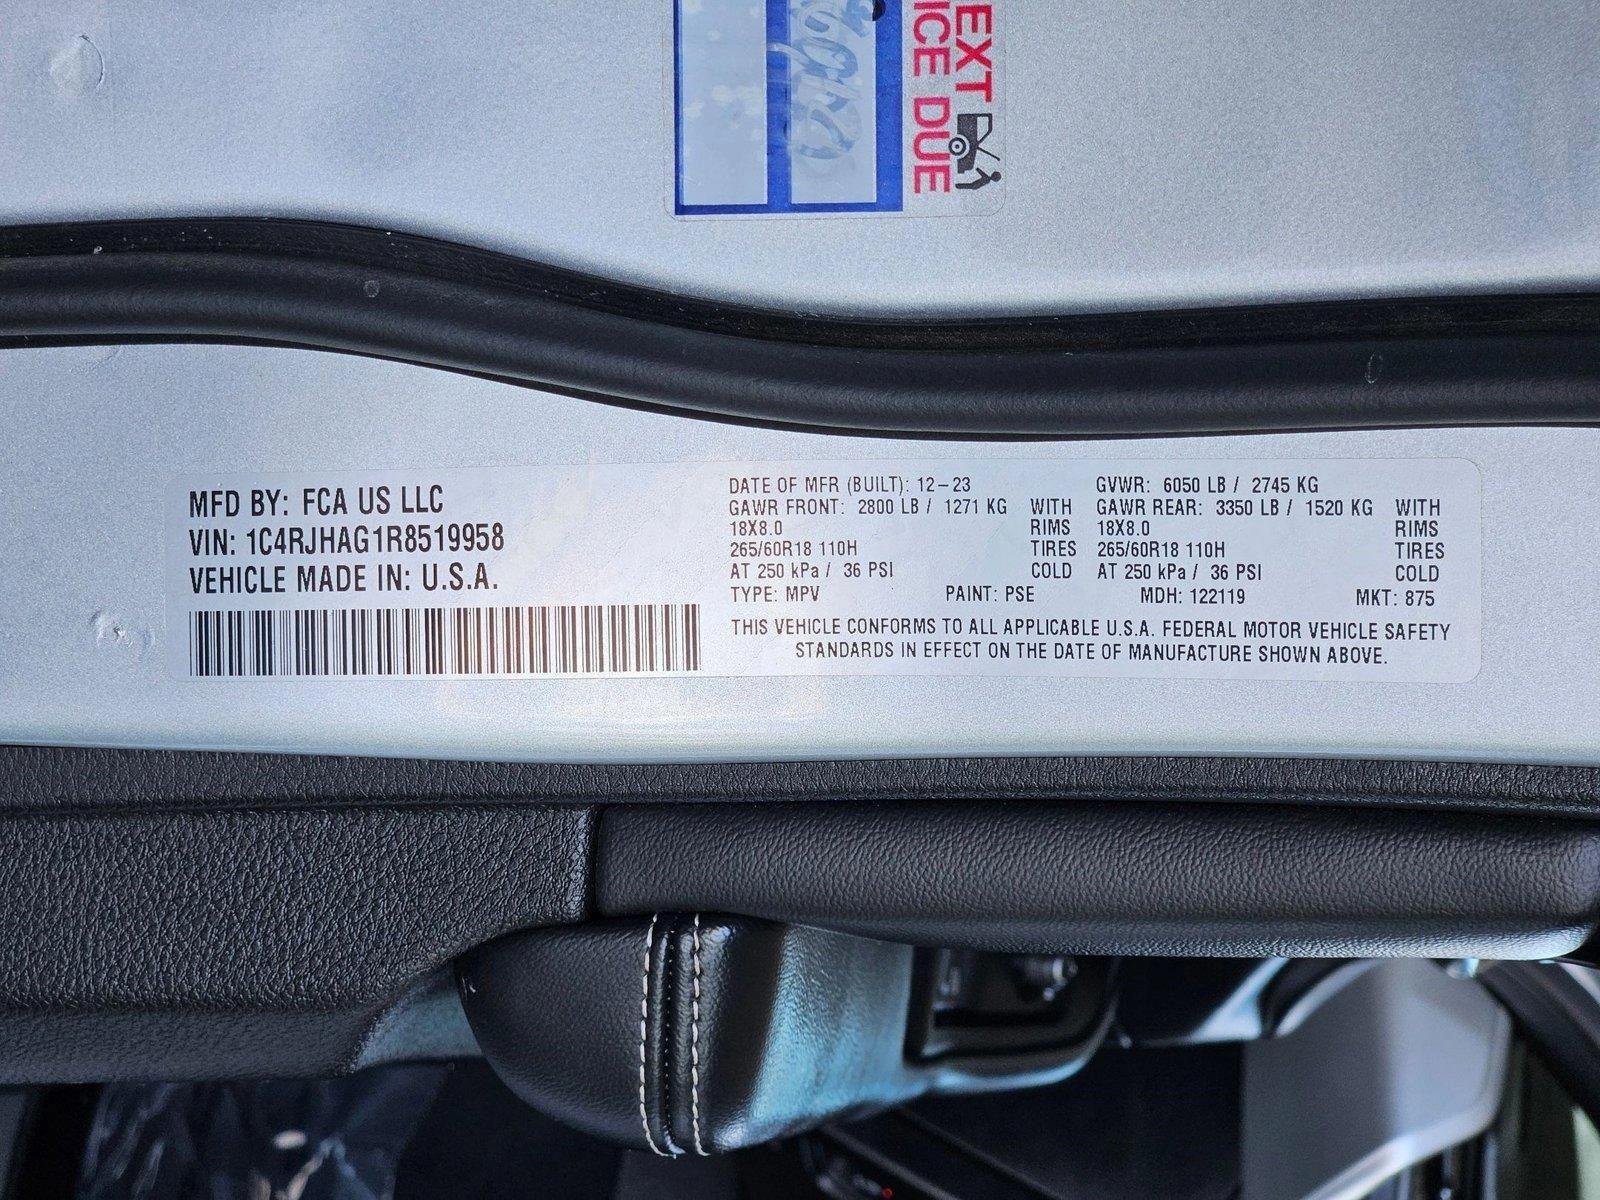 EXT
ICE DUE
MFD BY: FCA US LLC
VIN: 1C4RJHAG1R8519958
VEHICLE MADE IN: U.S.A.
DATE OF MFR (BUILT): 12-23 GVWR: 6050 LB / 2745 KG
GAWR FRONT: 2800 LB / 1271 KG WITH GAWR REAR: 3350 LB / 1520 KG WITH
18X8.0 RIMS 18X8.0 RIMS
265/60R18 110H TIRES 265/60R18 110H TIRES
AT 250 kPa / 36 PSI COLD AT 250 kPa / 36 PSI COLD
TYPE: MPV PAINT: PSE MDH: 122119 MKT: 875
THIS VEHICLE CONFORMS TO ALL APPLICABLE U.S.A. FEDERAL MOTOR VEHICLE SAFETY
STANDARDS IN EFFECT ON THE DATE OF MANUFACTURE SHOWN ABOVE.